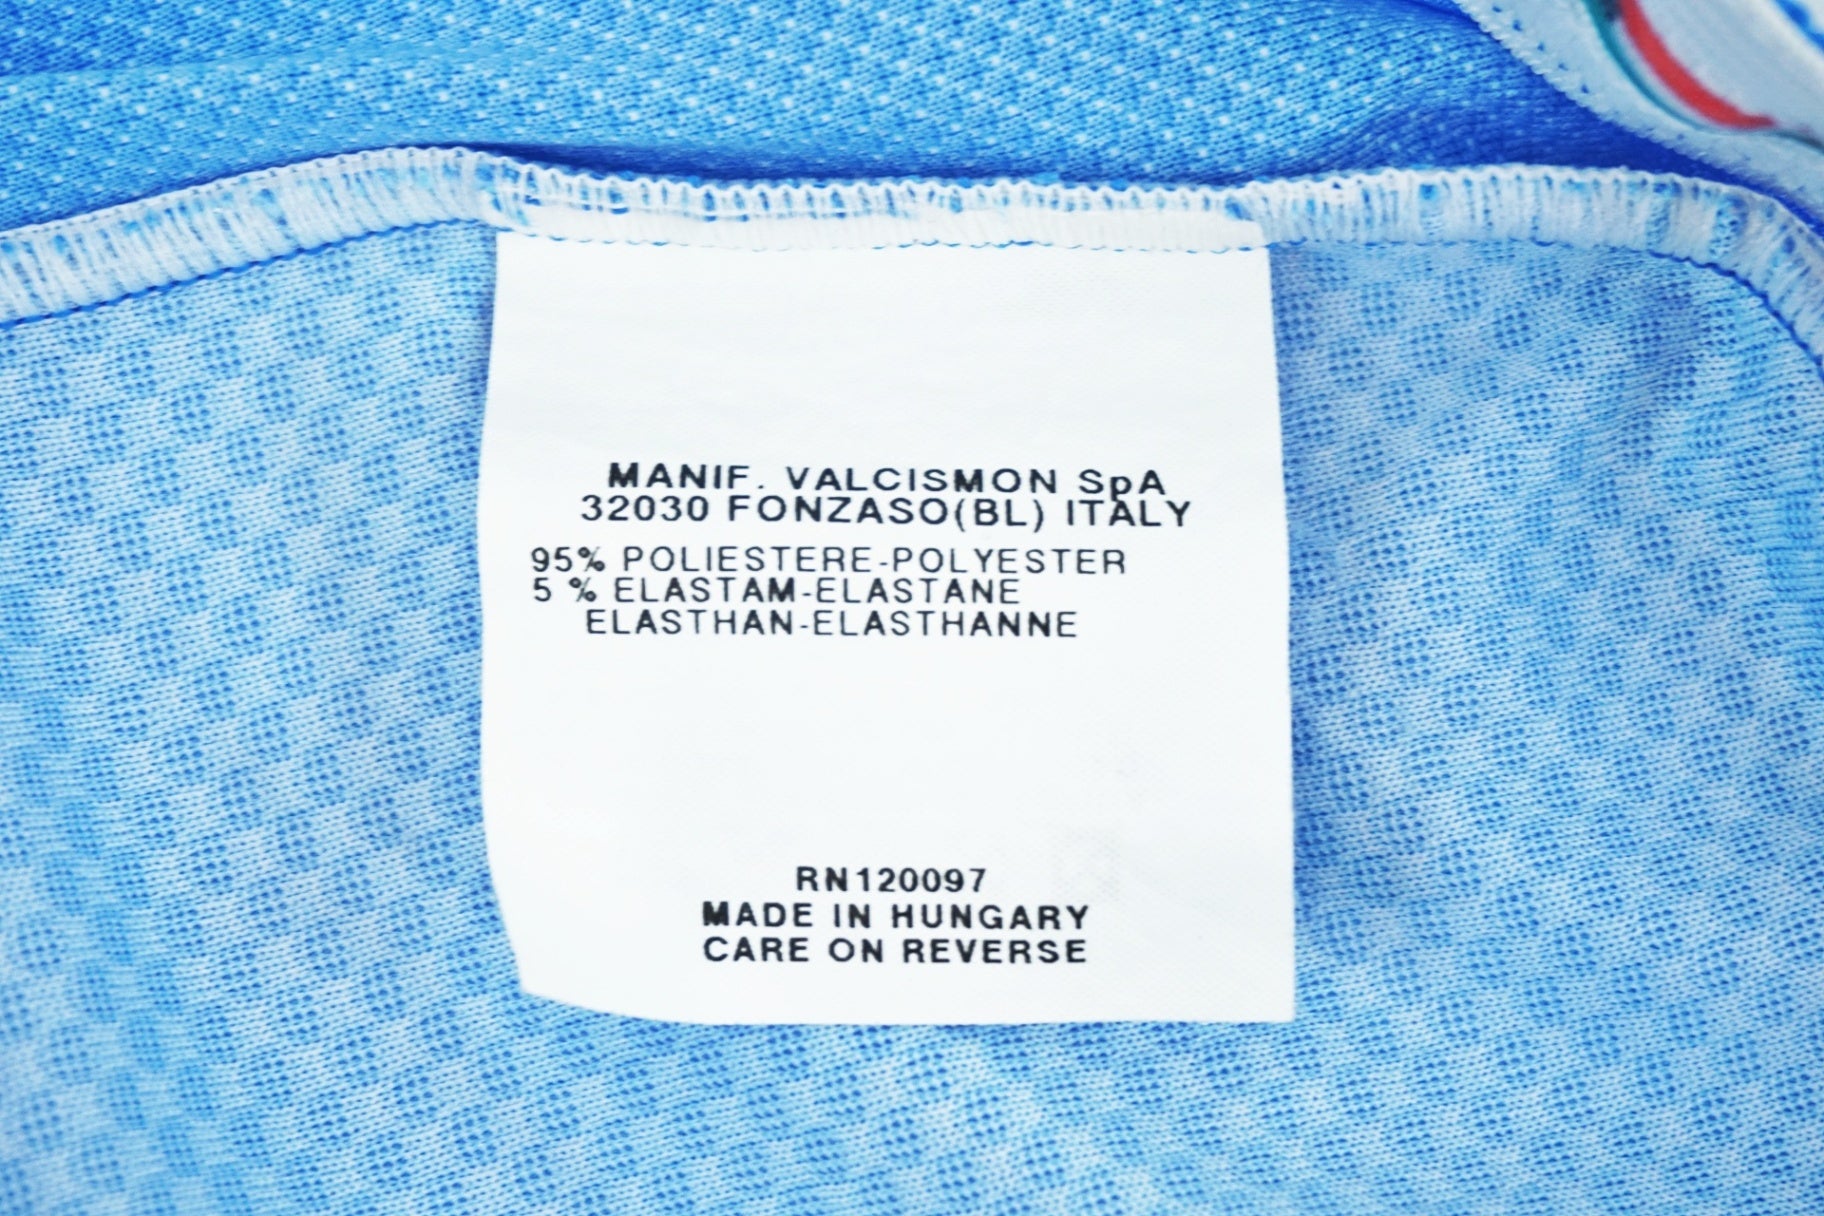 MANIF. VALCISMON SpA
32030 FONZASO(BL) ITALY
95% POLIESTERE-POLYESTER
5 % ELASTAM-ELASTANE
ELASTHAN-ELASTHANNE
RN120097
MADE IN HUNGARY
CARE ON REVERSE